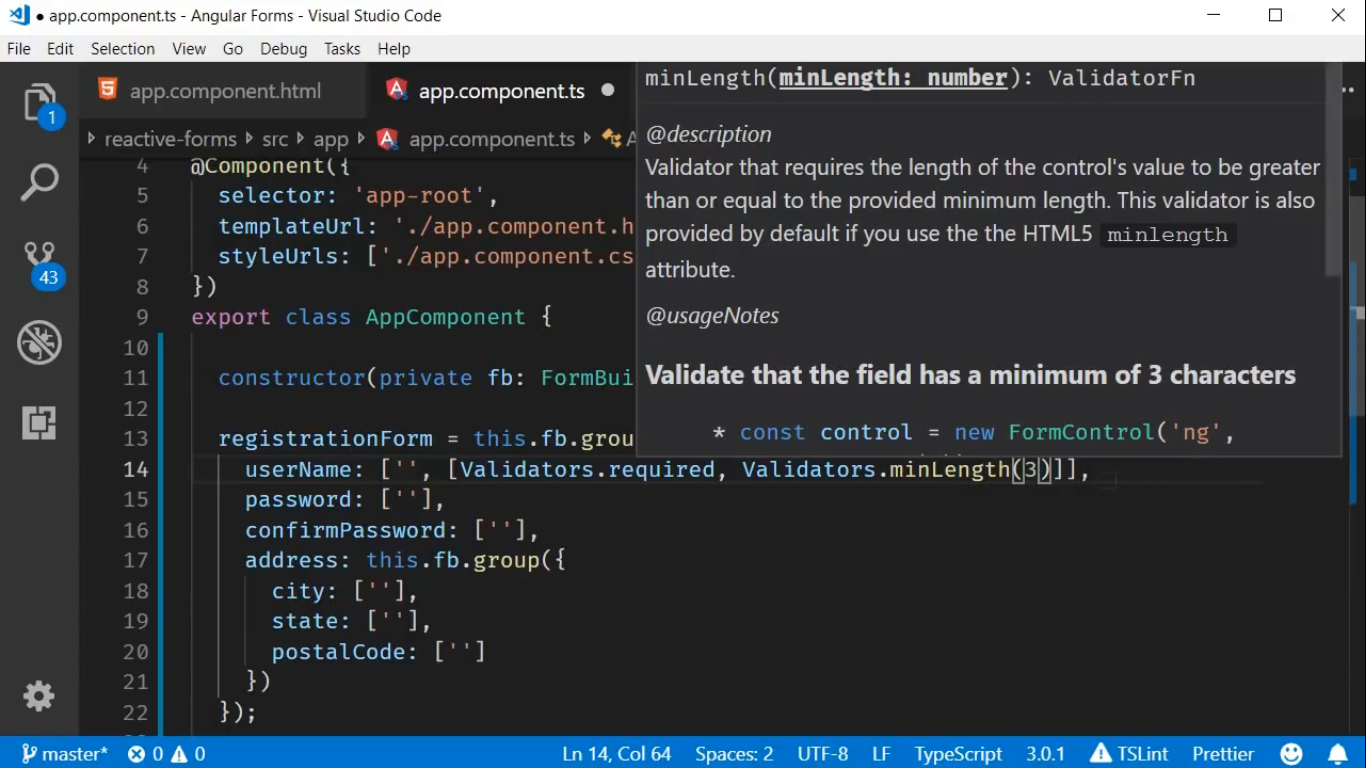 app.component.ts - Angular Forms - Visual Studio Code
File Edit Selection View Go Debug Tasks Help
app.component.html app.component.ts
reactive-forms src app app.component.ts A
minLength(minLength: number): ValidatorFn
@description
Validator that requires the length of the control's value to be greater
than or equal to the provided minimum length. This validator is also
provided by default if you use the the HTML5 minlength
attribute.
@usageNotes
Validate that the field has a minimum of 3 characters
* const control = new FormControl('ng',
1
43
4 @Component({
5 selector: 'app-root',
6 templateUrl: './app.component.h
7 styleUrls: ['./app.component.cs
8 })
9 export class AppComponent {
10
11 constructor(private fb: FormBui
12
13 registrationForm = this.fb.grou
14 userName: ['', [Validators.required, Validators.minLength(3)]],
15 password: [''],
16 confirmPassword: [''],
17 address: this.fb.group({
18 city: [''],
19 state: [''],
20 postalCode: ['']
21 })
22 });
master* 0 0 Ln 14, Col 64 Spaces: 2 UTF-8 LF TypeScript 3.0.1 TSLint Prettier